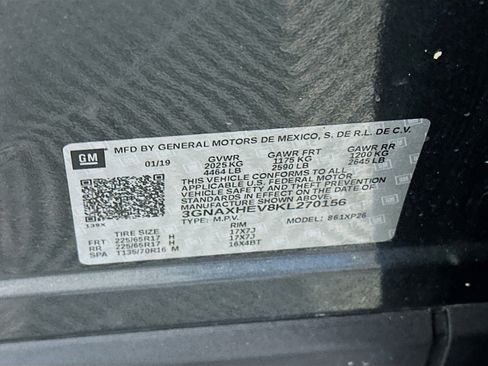 MFD BY GENERAL MOTORS DE MEXICO, S. DE R.L. DE C.V.
GM
01/19 GVWR GAWR FRT GAWR RR
2025 KG 1175 KG 1200 KG
4464 LB 2590 LB 2645 LB
THIS VEHICLE CONFORMS TO ALL
APPLICABLE U.S. FEDERAL MOTOR
VEHICLE SAFETY AND THEFT PREVENTION
STANDARDS IN EFFECT ON THE DATE OF
MANUFACTURE SHOWN ABOVE.
3GNAXHEV8KL270156
139X TYPE: M.P.V. MODEL: 861XP26
TIRE SIZE RIM
FRT 225/65R17 H 17X7J
RR 225/65R17 H 17X7J
SPA T135/70R16 M 16X4BT